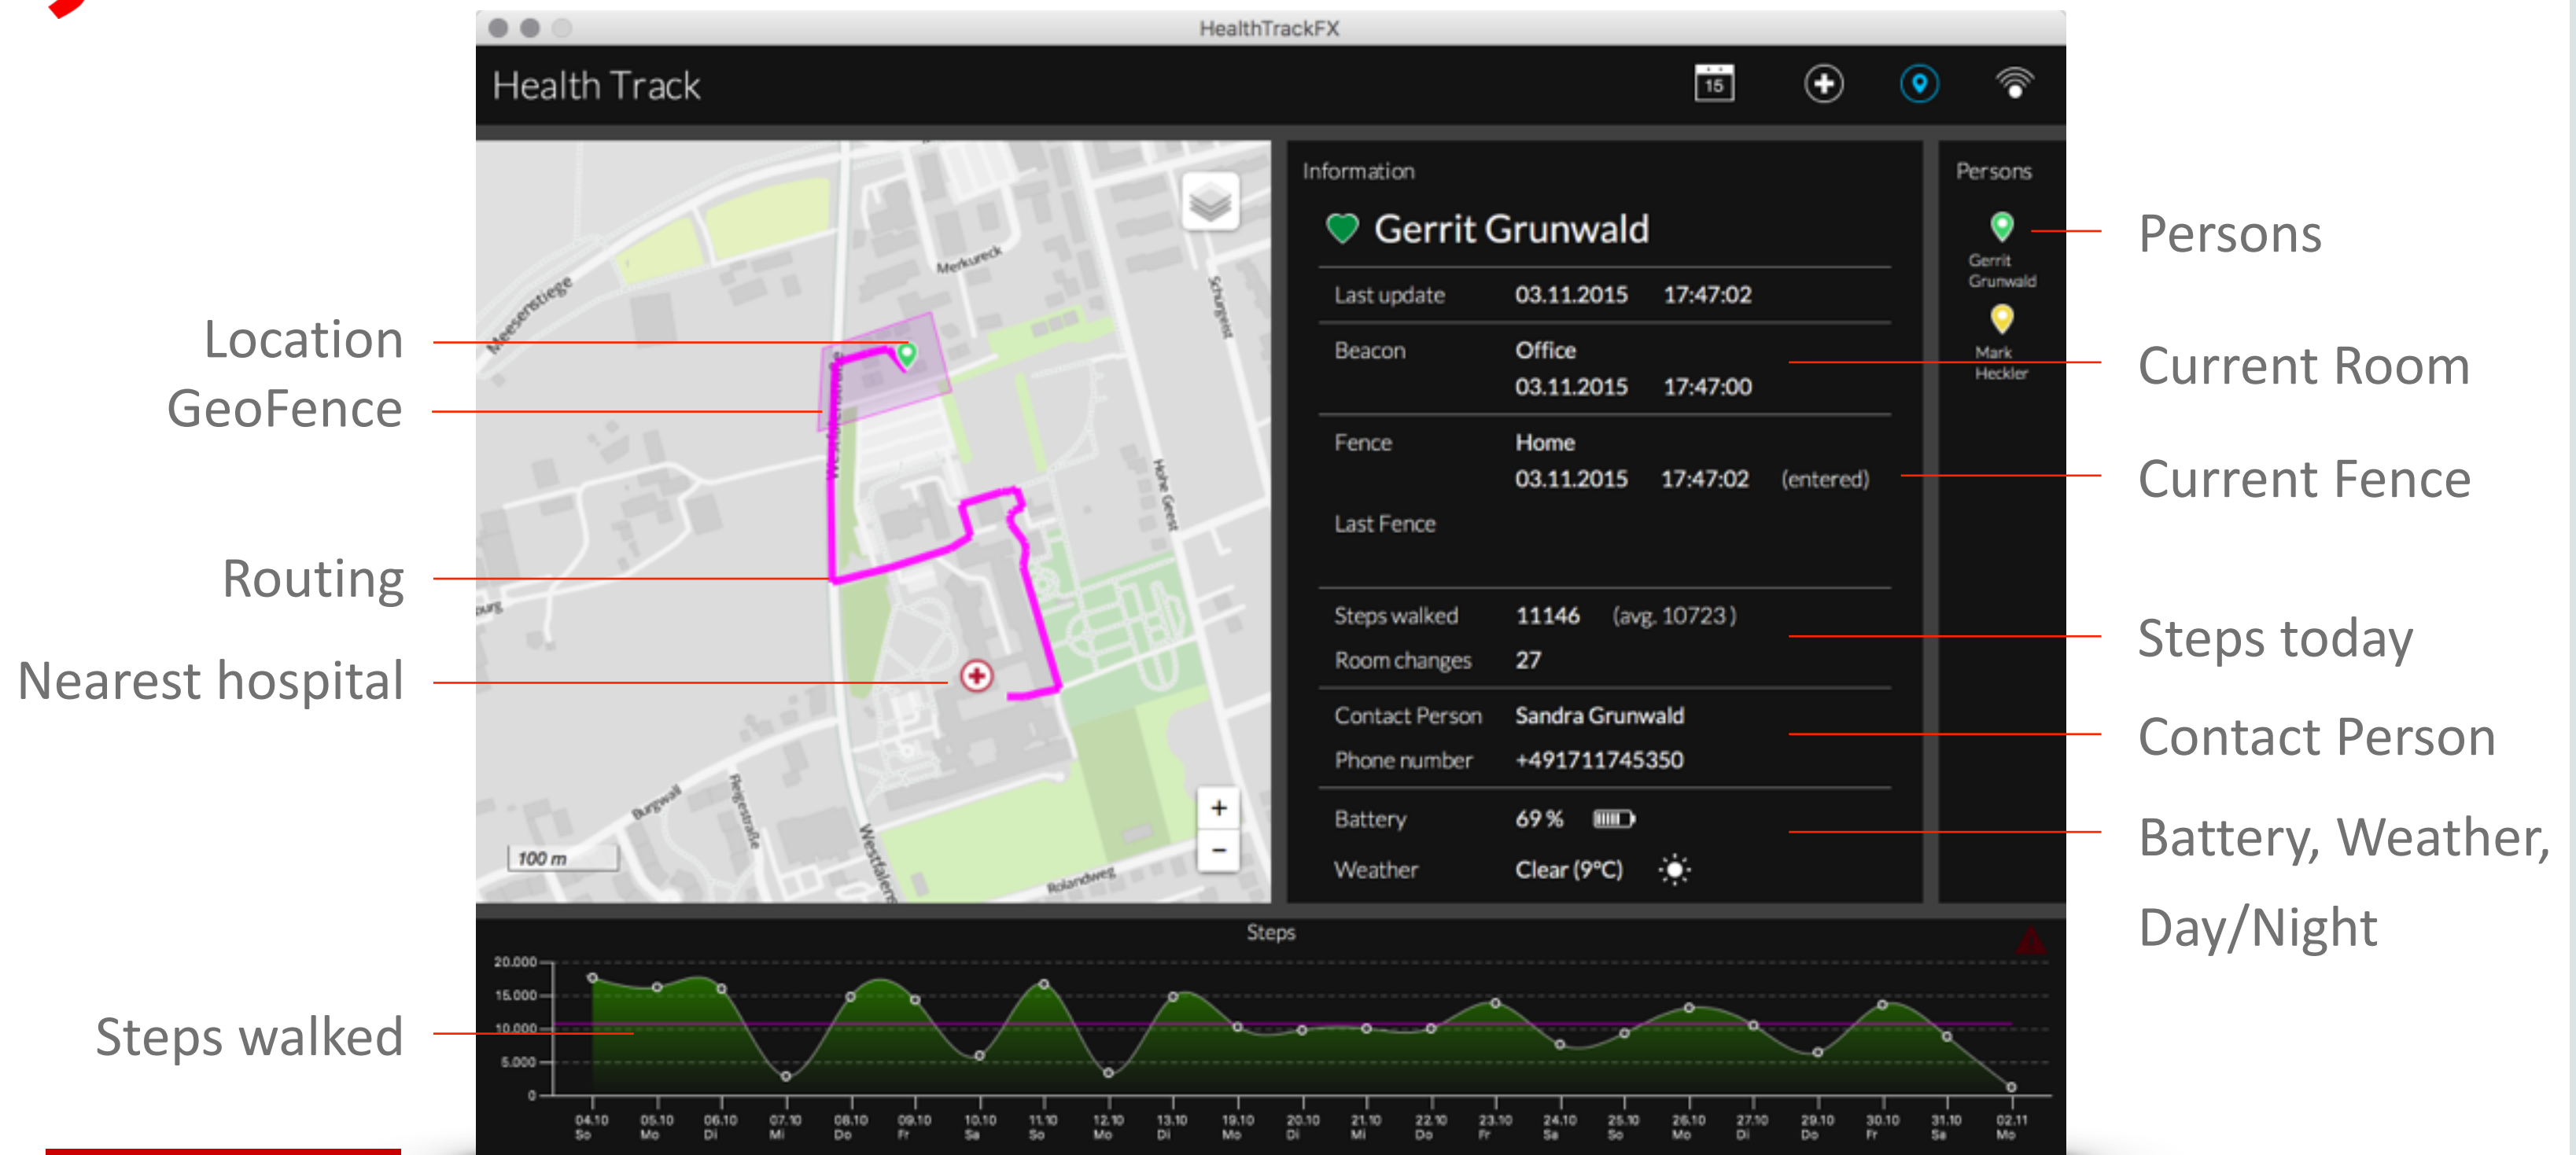 HealthTrackFX
Health Track
15
Location
GeoFence
Routing
Nearest hospital
Steps walked
Meesenstiege
Merkureck
Schürgeist
Hohe Geest
burg
Burgwall
Fleigestraße
Rolandweg
100 m
+
−
Information
Gerrit Grunwald
Last update 03.11.2015 17:47:02
Beacon Office
03.11.2015 17:47:00
Fence Home
03.11.2015 17:47:02 (entered)
Last Fence
Steps walked 11146 (avg. 10723)
Room changes 27
Contact Person Sandra Grunwald
Phone number +491711745350
Battery 69 %
Weather Clear (9°C)
Persons
Gerrit
Grunwald
Mark
Heckler
Persons
Current Room
Current Fence
Steps today
Contact Person
Battery, Weather,
Day/Night
Steps
20.000
15.000
10.000
5.000
0
04.10 05.10 06.10 07.10 08.10 09.10 10.10 11.10 12.10 13.10 19.10 20.10 21.10 22.10 23.10 24.10 25.10 26.10 27.10 29.10 30.10 31.10 02.11
So Mo Di Mi Do Fr Sa So Mo Di Mo Di Mi Do Fr Sa So Mo Di Do Fr Sa Mo